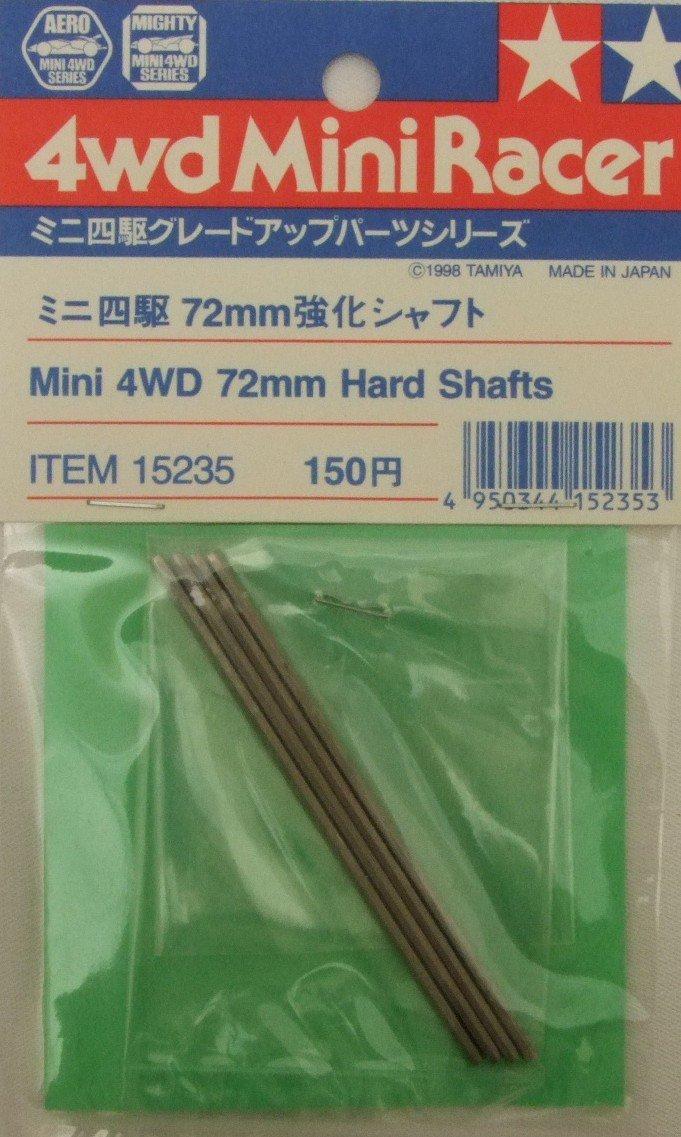 AERO
MINI 4WD
SERIES
MIGHTY
MINI 4WD
SERIES
4wd Mini Racer
ミニ四駆グレードアップパーツシリーズ
©1998 TAMIYA MADE IN JAPAN
ミニ四駆 72mm強化シャフト
Mini 4WD 72mm Hard Shafts
ITEM 15235 150円
4 950344 152353